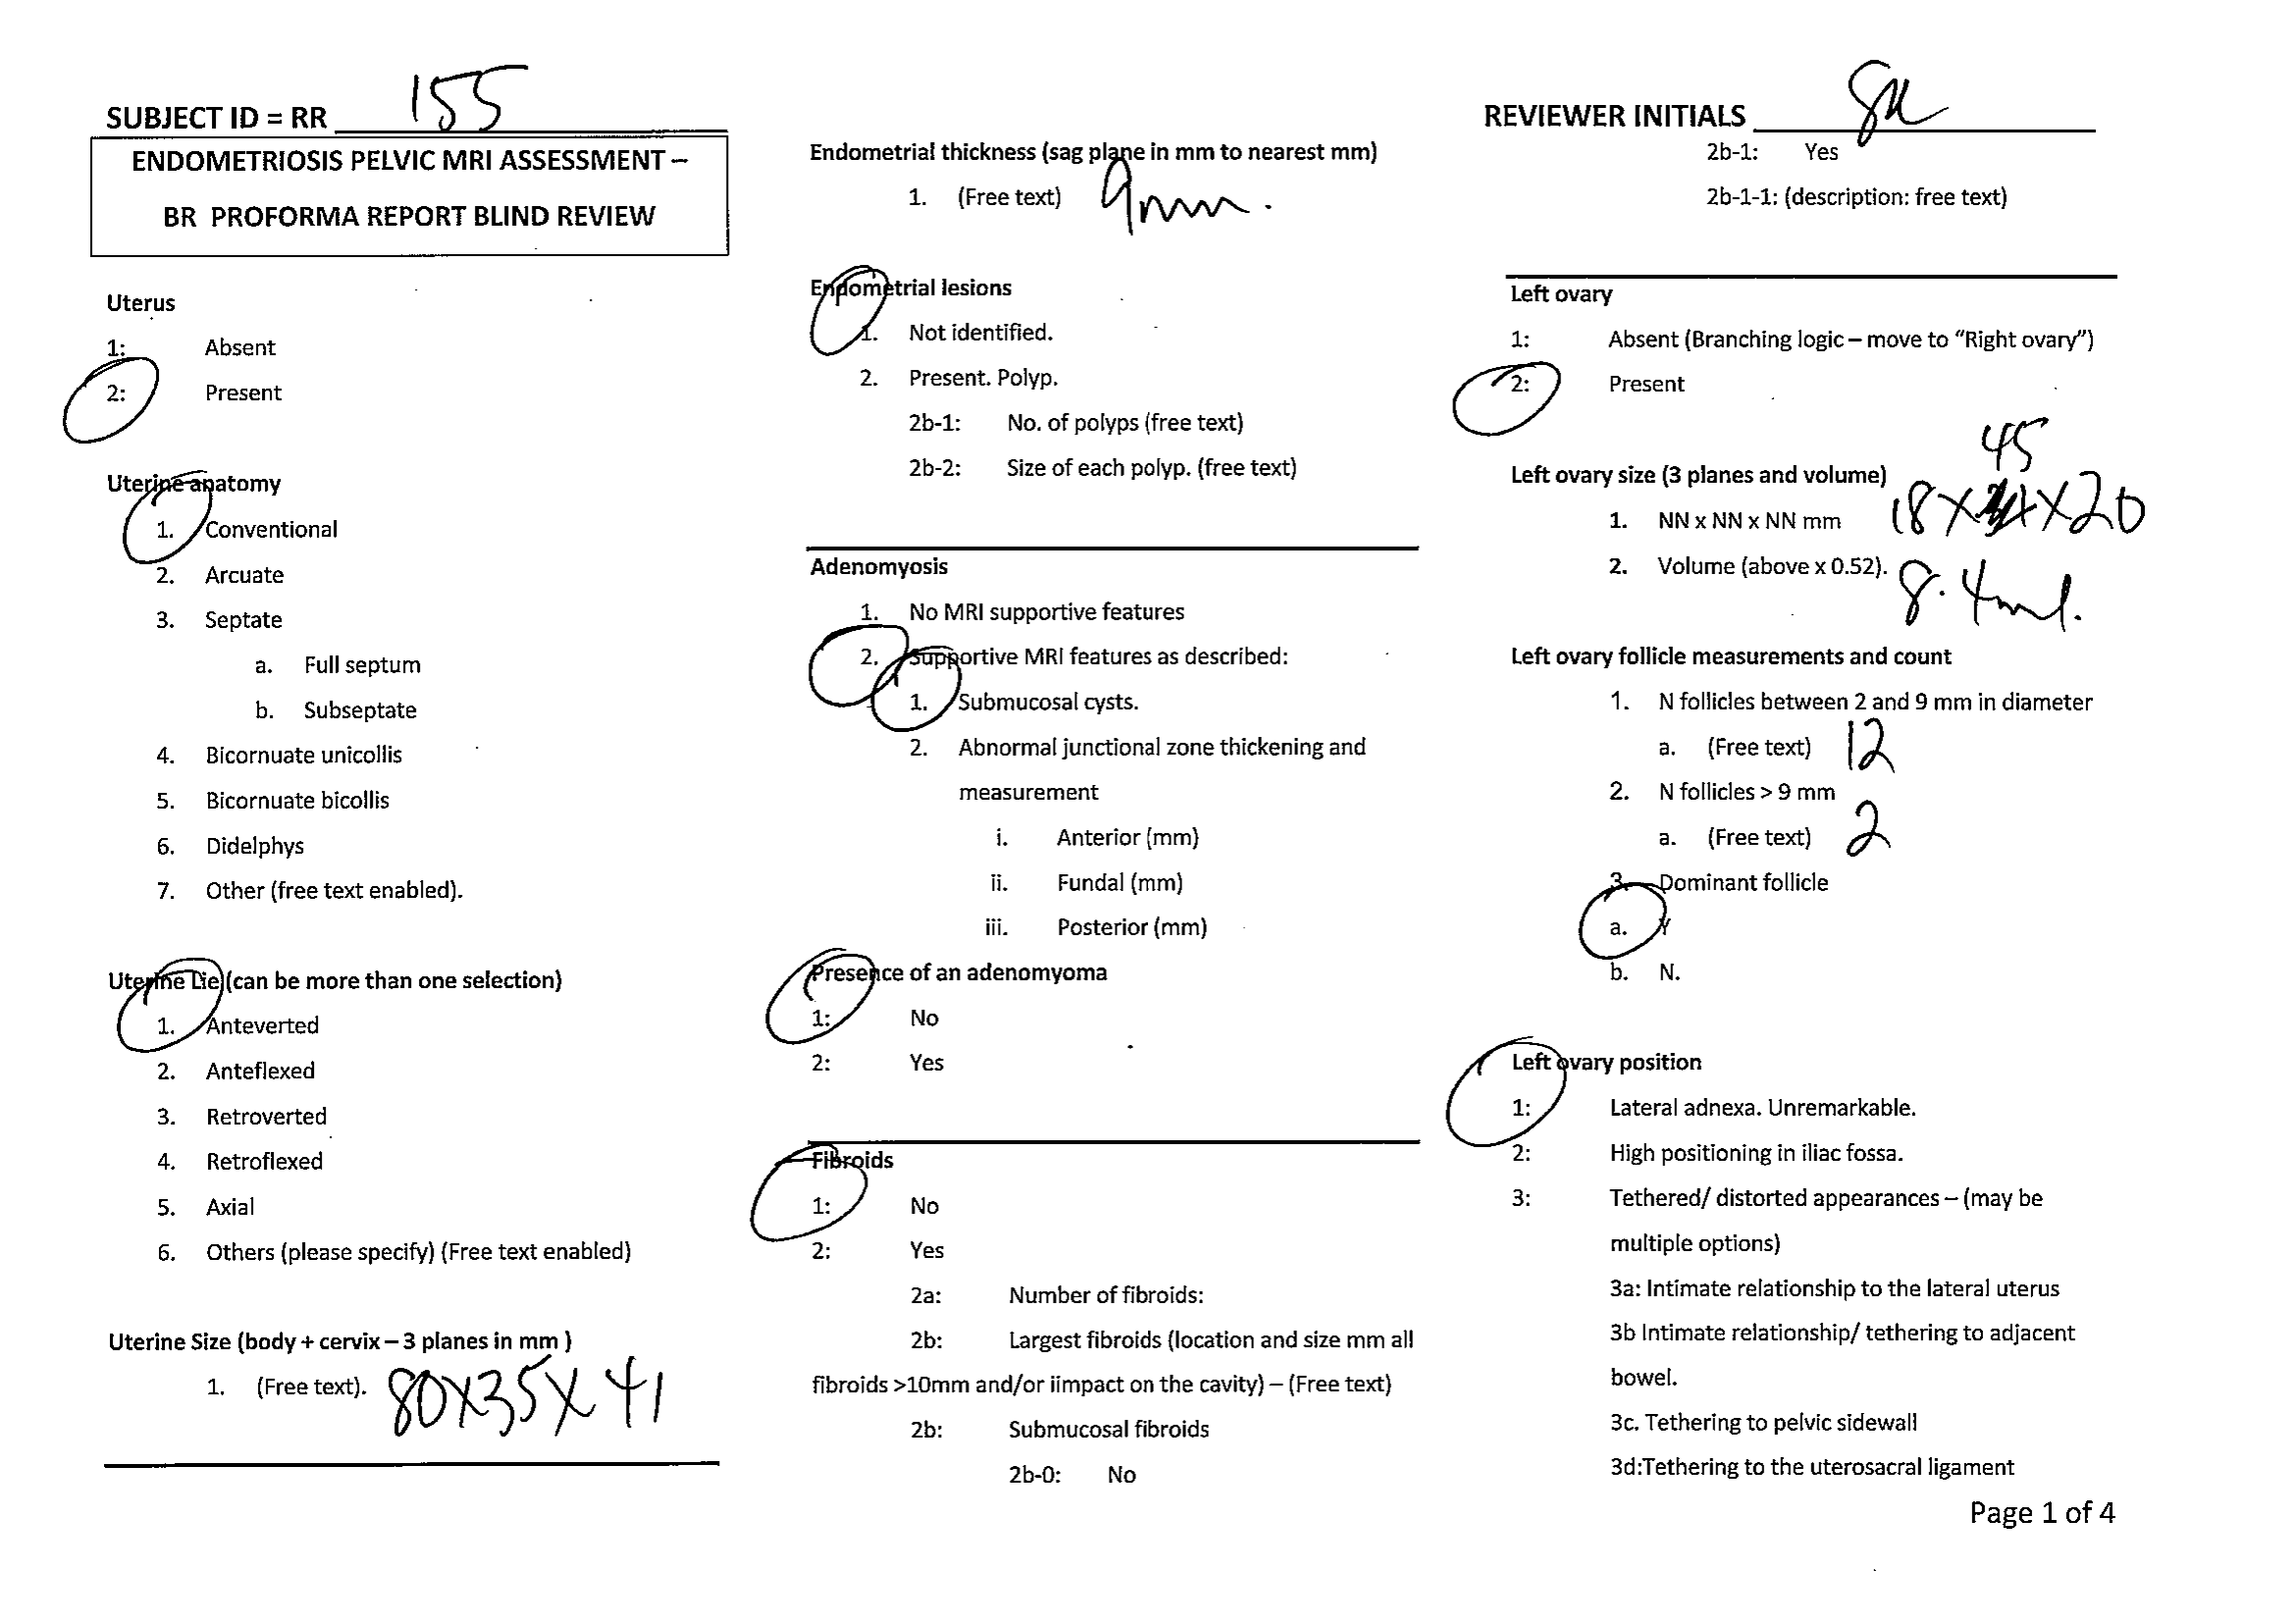 SUBJECT ID = RR 155
ENDOMETRIOSIS PELVIC MRI ASSESSMENT –
BR PROFORMA REPORT BLIND REVIEW
Uterus
1: Absent
2: Present
Uterine anatomy
1. Conventional
2. Arcuate
3. Septate
a. Full septum
b. Subseptate
4. Bicornuate unicollis
5. Bicornuate bicollis
6. Didelphys
7. Other (free text enabled).
Uterine Lie (can be more than one selection)
1. Anteverted
2. Anteflexed
3. Retroverted
4. Retroflexed
5. Axial
6. Others (please specify) (Free text enabled)
Uterine Size (body + cervix – 3 planes in mm )
1. (Free text). 80x35x41
Endometrial thickness (sag plane in mm to nearest mm)
1. (Free text) 9mm.
Endometrial lesions
1. Not identified.
2. Present. Polyp.
2b-1: No. of polyps (free text)
2b-2: Size of each polyp. (free text)
Adenomyosis
1. No MRI supportive features
2. Supportive MRI features as described:
1. Submucosal cysts.
2. Abnormal junctional zone thickening and
measurement
i. Anterior (mm)
ii. Fundal (mm)
iii. Posterior (mm)
Presence of an adenomyoma
1: No
2: Yes
Fibroids
1: No
2: Yes
2a: Number of fibroids:
2b: Largest fibroids (location and size mm all
fibroids >10mm and/or iimpact on the cavity) – (Free text)
2b: Submucosal fibroids
2b-0: No
REVIEWER INITIALS
2b-1: Yes
2b-1-1: (description: free text)
Left ovary
1: Absent (Branching logic – move to “Right ovary”)
2: Present
45
Left ovary size (3 planes and volume)
1. NN x NN x NN mm 18x x20
2. Volume (above x 0.52). 8.4ml.
Left ovary follicle measurements and count
1. N follicles between 2 and 9 mm in diameter
a. (Free text) 12
2. N follicles > 9 mm
a. (Free text) 2
3. Dominant follicle
a. Y
b. N.
Left ovary position
1: Lateral adnexa. Unremarkable.
2: High positioning in iliac fossa.
3: Tethered/ distorted appearances – (may be
multiple options)
3a: Intimate relationship to the lateral uterus
3b Intimate relationship/ tethering to adjacent
bowel.
3c. Tethering to pelvic sidewall
3d:Tethering to the uterosacral ligament
Page 1 of 4